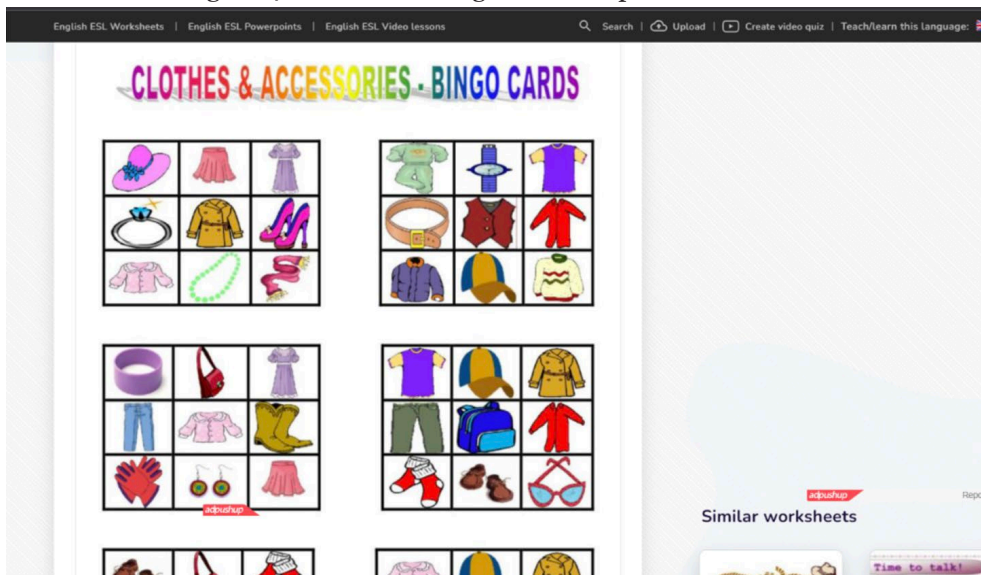 English ESL Worksheets | English ESL Powerpoints | English ESL Video lessons Search | Upload | Create video quiz | Teach/learn this language:
CLOTHES & ACCESSORIES - BINGO CARDS
adpushup
adpushup
Similar worksheets
Time to talk!